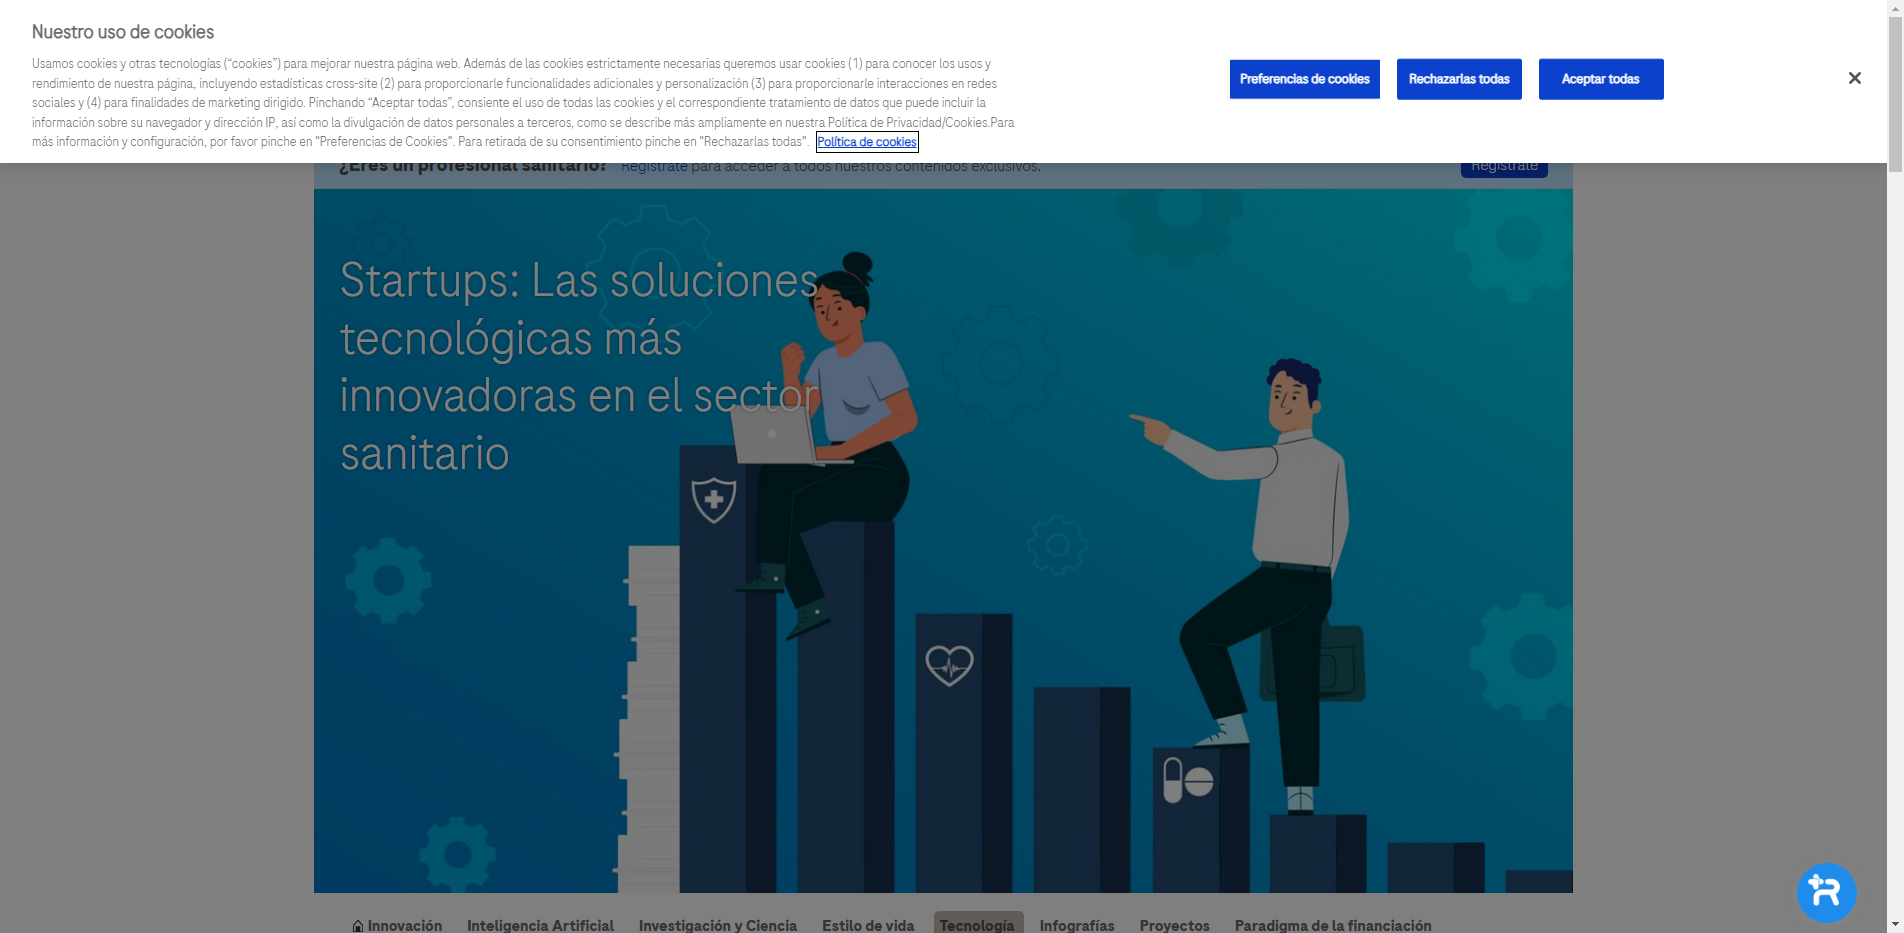 Nuestro uso de cookies
Usamos cookies y otras tecnologías (“cookies”) para mejorar nuestra página web. Además de las cookies estrictamente necesarias queremos usar cookies (1) para conocer los usos y
rendimiento de nuestra página, incluyendo estadísticas cross-site (2) para proporcionarle funcionalidades adicionales y personalización (3) para proporcionarle interacciones en redes
sociales y (4) para finalidades de marketing dirigido. Pinchando “Aceptar todas”, consiente el uso de todas las cookies y el correspondiente tratamiento de datos que puede incluir la
información sobre su navegador y dirección IP, así como la divulgación de datos personales a terceros, como se describe más ampliamente en nuestra Política de Privacidad/Cookies.Para
más información y configuración, por favor pinche en "Preferencias de Cookies". Para retirada de su consentimiento pinche en "Rechazarlas todas". Política de cookies
Preferencias de cookies
Rechazarlas todas
Aceptar todas
¿Eres un profesional sanitario? Regístrate para acceder a todos nuestros contenidos exclusivos.
Regístrate
Startups: Las soluciones
tecnológicas más
innovadoras en el sector
sanitario
Innovación
Inteligencia Artificial
Investigación y Ciencia
Estilo de vida
Tecnología
Infografías
Proyectos
Paradigma de la financiación